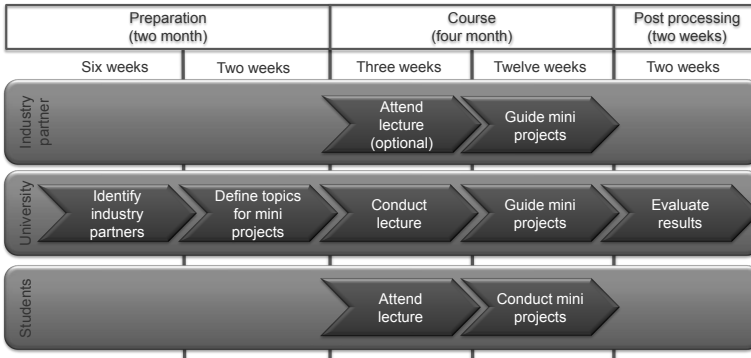 Preparation
(two month)
Course
(four month)
Post processing
(two weeks)
Six weeks
Two weeks
Three weeks
Twelve weeks
Two weeks
Industry
partner
Attend
lecture
(optional)
Guide mini
projects
University
Identify
industry
partners
Define topics
for mini
projects
Conduct
lecture
Guide mini
projects
Evaluate
results
Students
Attend
lecture
Conduct mini
projects